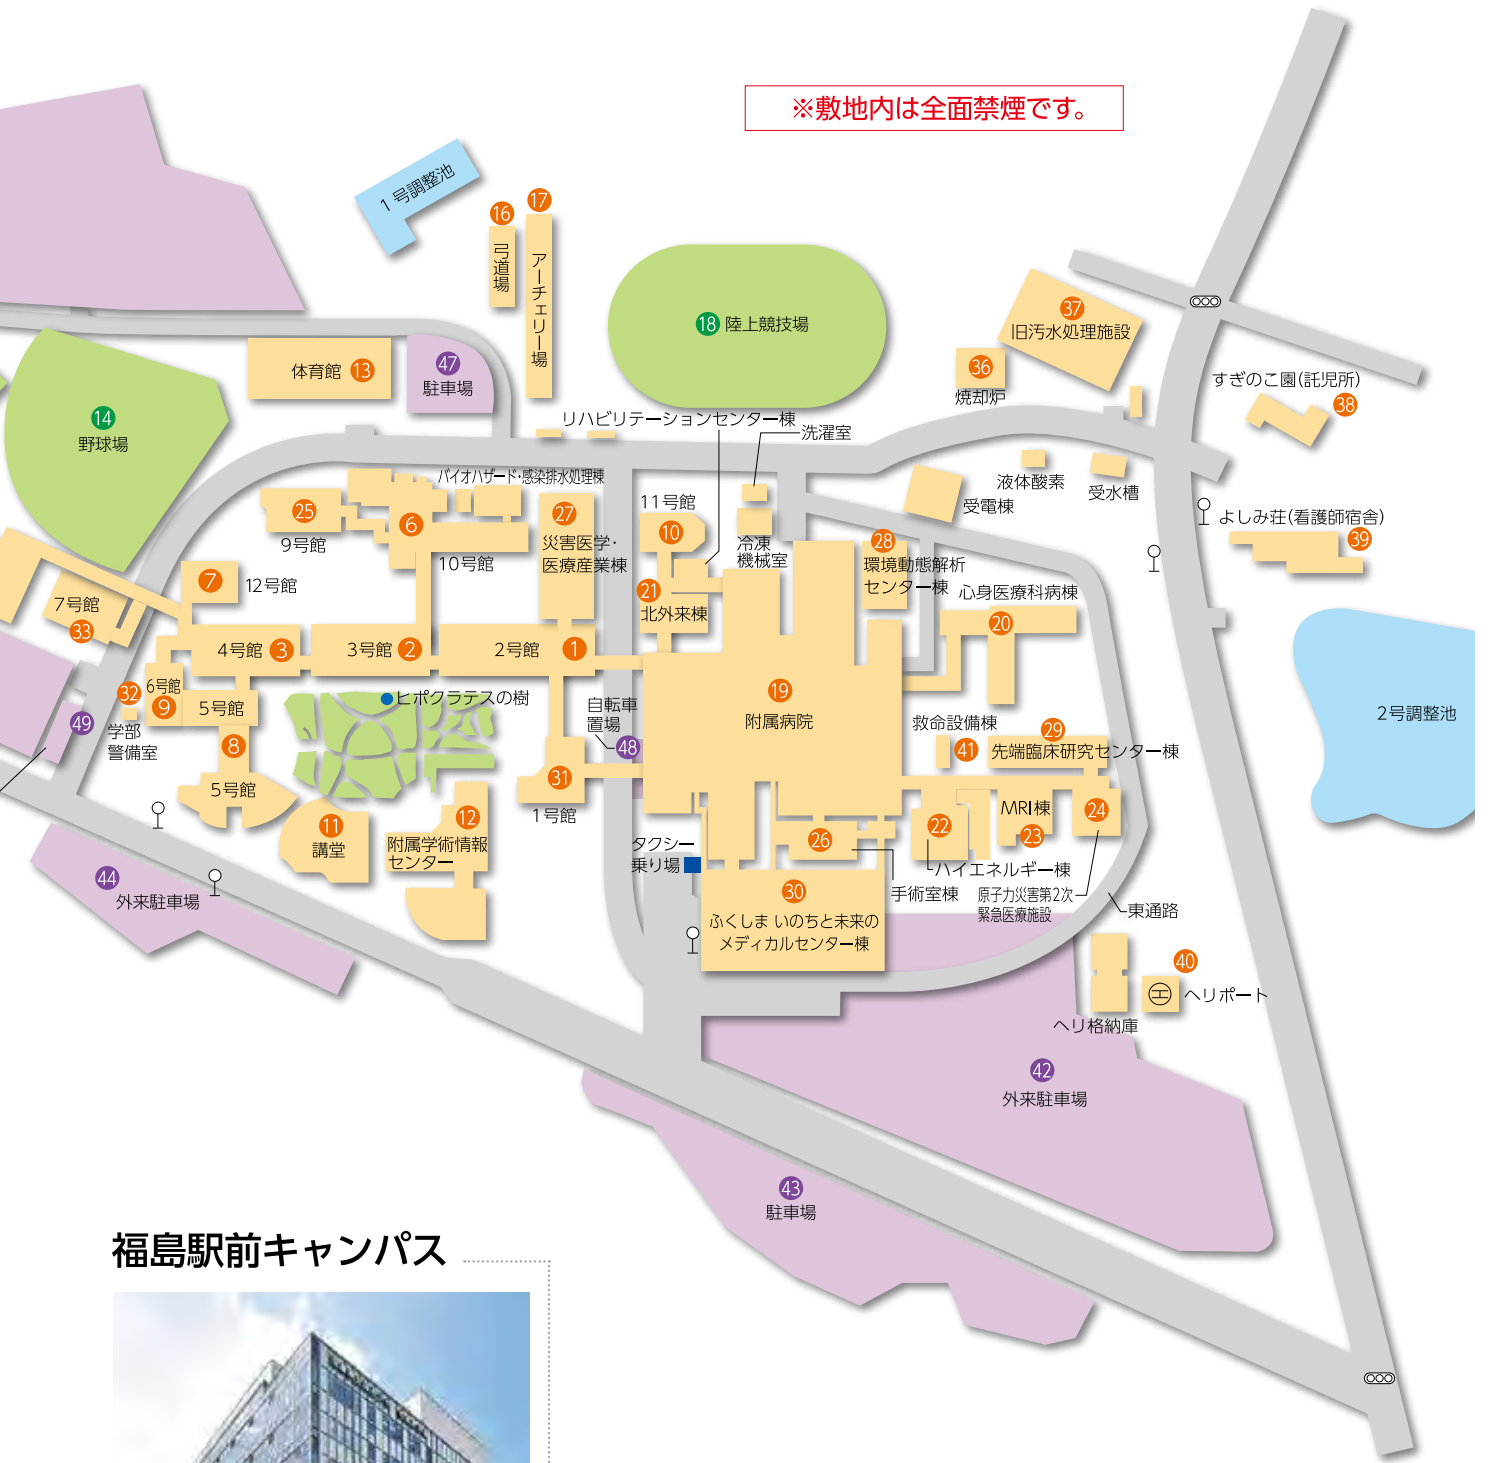 ※敷地内は全面禁煙です。
1号調整池
16
弓道場
17
アーチェリー場
18 陸上競技場
37
旧汚水処理施設
36
焼却炉
すぎのこ園(託児所)
38
体育館 13
47
駐車場
14
野球場
リハビリテーションセンター棟
洗濯室
液体酸素
受水槽
受電棟
よしみ荘(看護師宿舎)
39
バイオハザード・感染排水処理棟
25
9号館
6
10号館
27
災害医学・
医療産業棟
11号館
10
冷凍
機械室
28
環境動態解析
センター棟
心身医療科病棟
20
7
12号館
7号館
33
21
北外来棟
4号館 3
3号館 2
2号館 1
6号館
9
32
学部
警備室
49
5号館
8
5号館
ヒポクラテスの樹
自転車
置場
48
19
附属病院
救命設備棟
41
29
先端臨床研究センター棟
2号調整池
31
1号館
11
講堂
12
附属学術情報
センター
タクシー
乗り場
26
手術室棟
22
ハイエネルギー棟
MRI棟
23
24
原子力災害第2次
緊急医療施設
東通路
30
ふくしま いのちと未来の
メディカルセンター棟
44
外来駐車場
40
H ヘリポート
ヘリ格納庫
42
外来駐車場
43
駐車場
福島駅前キャンパス